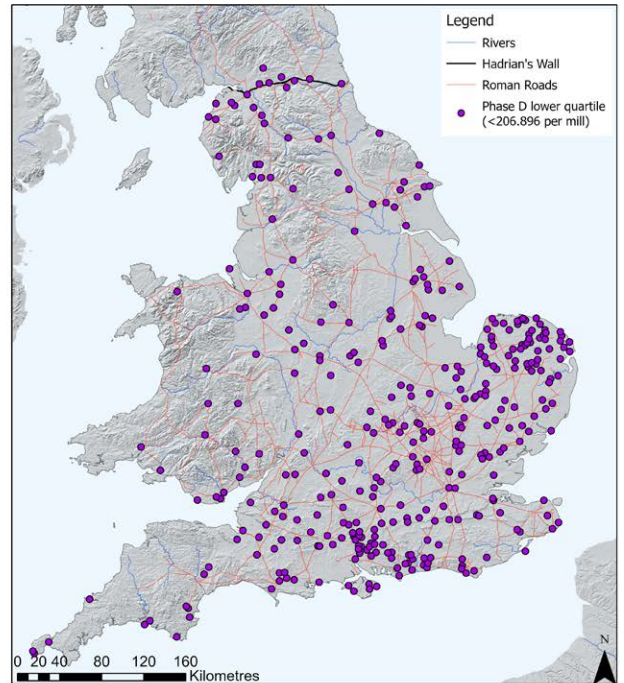 Legend
Rivers
Hadrian's Wall
Roman Roads
Phase D lower quartile
(<206.896 per mill)
N
0 20 40 80 120 160
Kilometres